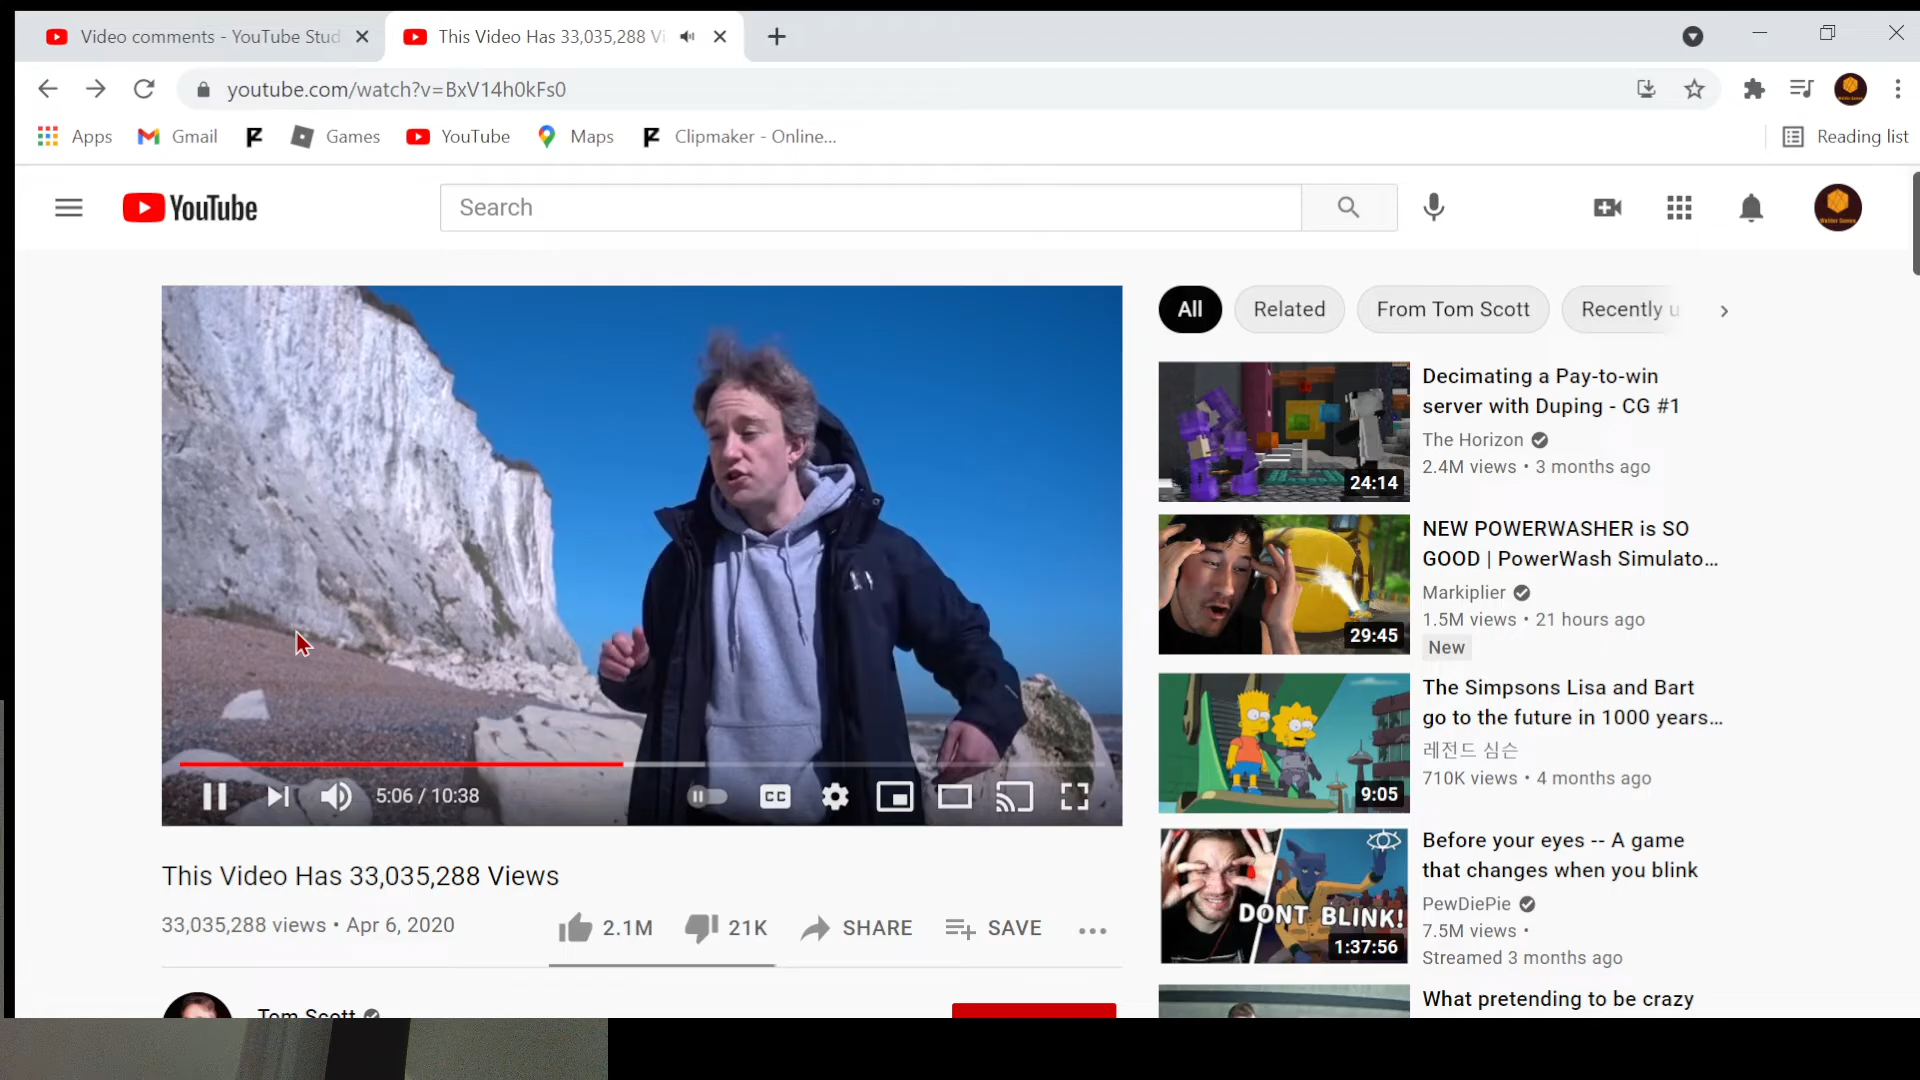 Video comments - YouTube Stud
This Video Has 33,035,288 Vi
youtube.com/watch?v=BxV14h0kFs0
Apps
Gmail
Games
YouTube
Maps
Clipmaker - Online...
Reading list
YouTube
Search
All
Related
From Tom Scott
Recently u
5:06 / 10:38
CC
This Video Has 33,035,288 Views
33,035,288 views • Apr 6, 2020
2.1M
21K
SHARE
SAVE
Tom Scott
24:14
Decimating a Pay-to-win
server with Duping - CG #1
The Horizon
2.4M views • 3 months ago
29:45
NEW POWERWASHER is SO
GOOD | PowerWash Simulato...
Markiplier
1.5M views • 21 hours ago
New
9:05
The Simpsons Lisa and Bart
go to the future in 1000 years...
레전드 심슨
710K views • 4 months ago
DONT BLINK!
1:37:56
Before your eyes -- A game
that changes when you blink
PewDiePie
7.5M views •
Streamed 3 months ago
What pretending to be crazy